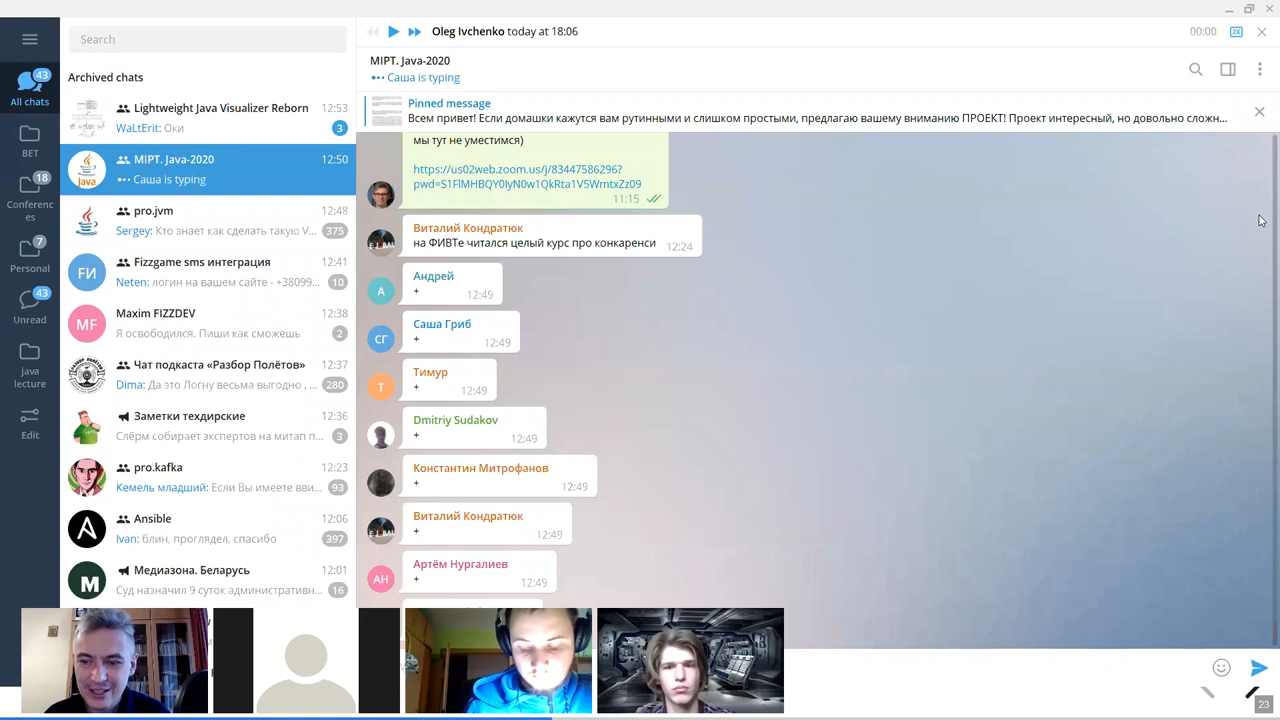 Search
Archived chats
Lightweight Java Visualizer Reborn 12:53
WaLtErit: Оки 3
MIPT. Java-2020 12:50
Саша is typing
pro.jvm 12:48
Sergey: Кто знает как сделать такую V... 375
Fizzgame sms интеграция 12:41
Neten: логин на вашем сайте - +38099... 10
Maxim FIZZDEV 12:38
Я освободился. Пиши как сможешь 2
Чат подкаста «Разбор Полётов» 12:37
Dima: Да это Логну весьма выгодно , ... 280
Заметки техдирские 12:36
Слёрм собирает экспертов на митап п... 3
pro.kafka 12:23
Кемель младший: Если Вы имеете вви... 93
Ansible 12:06
Ivan: блин, проглядел, спасибо 397
Медиазона. Беларусь 12:01
Суд назначил 9 суток административн... 16
43
All chats
BET
18
Conferenc
es
7
Personal
43
Unread
java
lecture
Edit
Java
ФИ
MF
M
Oleg Ivchenko today at 18:06
00:00
2X
MIPT. Java-2020
Саша is typing
Pinned message
Всем привет! Если домашки кажутся вам рутинными и слишком простыми, предлагаю вашему вниманию ПРОЕКТ! Проект интересный, но довольно сложн...
мы тут не уместимся)
https://us02web.zoom.us/j/83447586296?
pwd=S1FlMHBQY0lyN0w1QkRta1V5WmtxZz09
11:15
Виталий Кондратюк
на ФИВТе читался целый курс про конкаренси 12:24
А
Андрей
+ 12:49
СГ
Саша Гриб
+ 12:49
Т
Тимур
+ 12:49
Dmitriy Sudakov
+ 12:49
Константин Митрофанов
+ 12:49
Виталий Кондратюк
+ 12:49
АН
Артём Нургалиев
+ 12:49
23